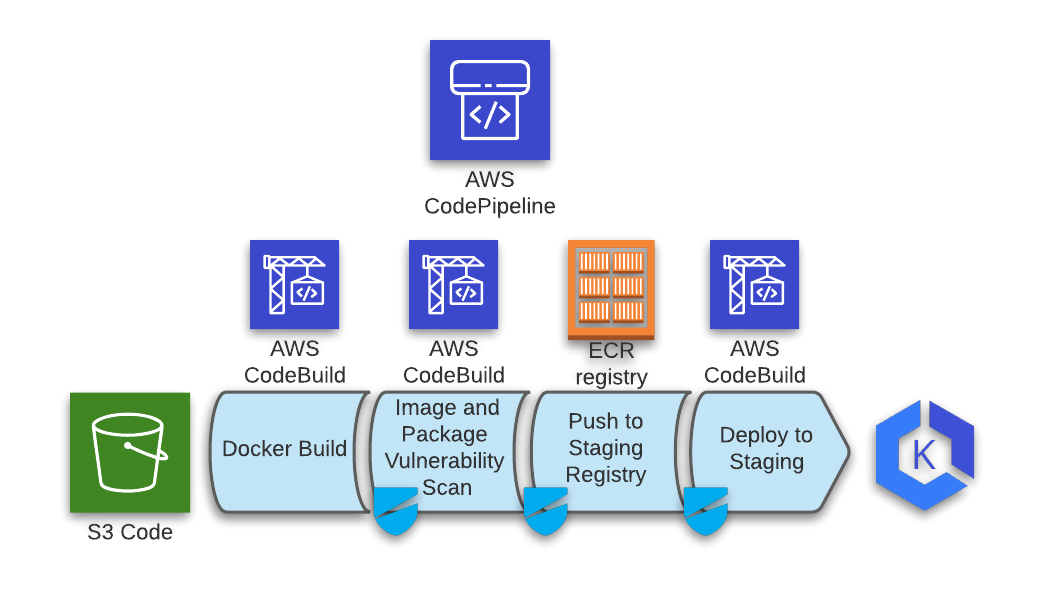 AWS
CodePipeline
AWS
CodeBuild
AWS
CodeBuild
ECR
registry
AWS
CodeBuild
S3 Code
Docker Build
Image and
Package
Vulnerability
Scan
Push to
Staging
Registry
Deploy to
Staging
K